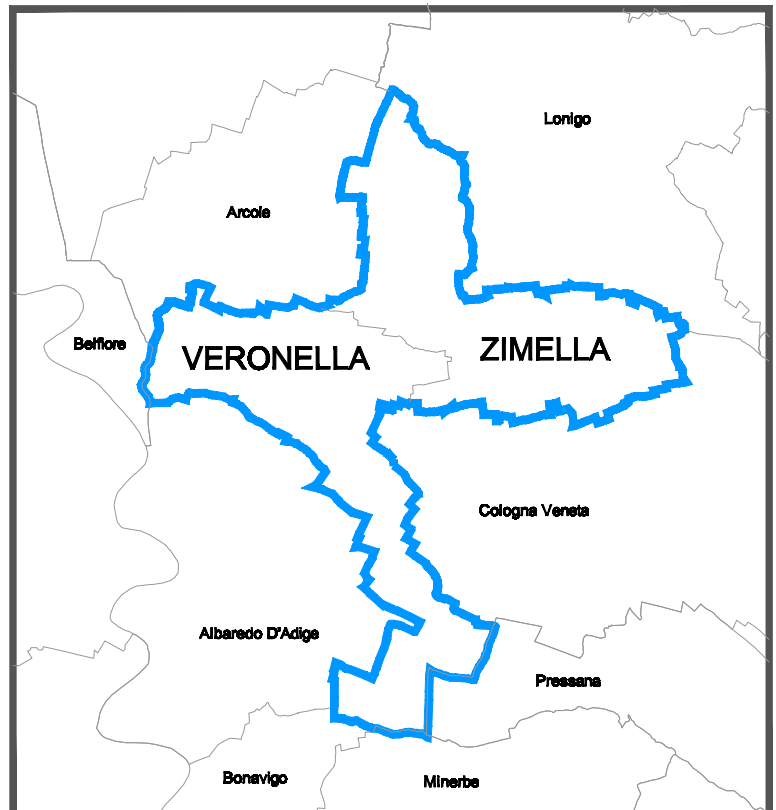 Lonigo
Arcole
Belfiore
VERONELLA
ZIMELLA
Cologna Veneta
Albaredo D'Adige
Pressana
Bonavigo
Minerbe